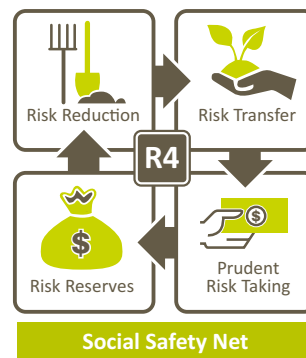 Risk Reduction
Risk Transfer
R4
$
$
Risk Reserves
Prudent
Risk Taking
Social Safety Net